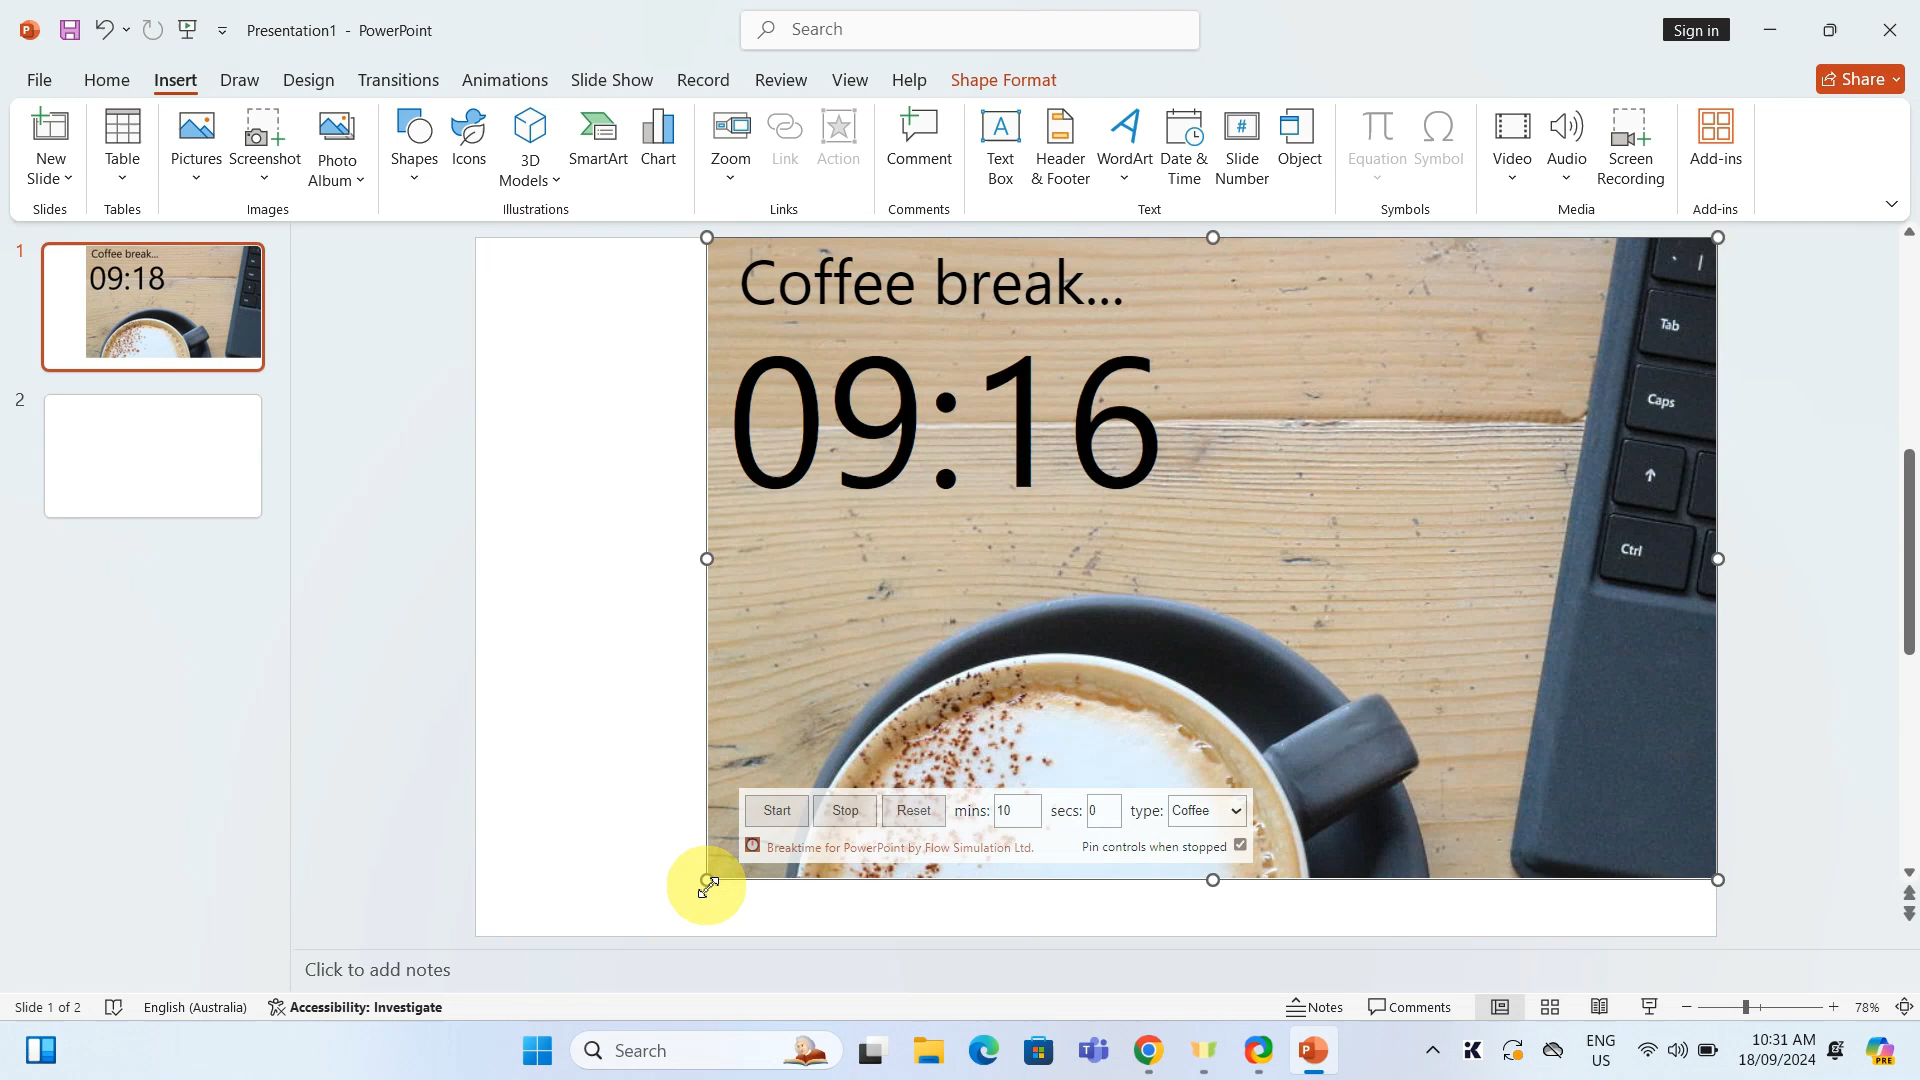 Presentation1 - PowerPoint
Search
Sign in
File Home Insert Draw Design Transitions Animations Slide Show Record Review View Help Shape Format
Share
New Slide
Table
Pictures
Screenshot
Photo Album
Shapes
Icons
3D Models
SmartArt
Chart
Zoom
Link
Action
Comment
Text Box
Header & Footer
WordArt
Date & Time
Slide Number
Object
Equation
Symbol
Video
Audio
Screen Recording
Add-ins
Slides Tables Images Illustrations Links Comments Text Symbols Media Add-ins
1
Coffee break...
09:18
2
Coffee break...
09:16
Tab
Caps
Ctrl
Start Stop Reset mins: 10 secs: 0 type: Coffee
Breaktime for PowerPoint by Flow Simulation Ltd. Pin controls when stopped
Click to add notes
Slide 1 of 2 English (Australia) Accessibility: Investigate Notes Comments 78%
Search
ENG
US
10:31 AM
18/09/2024
PRE